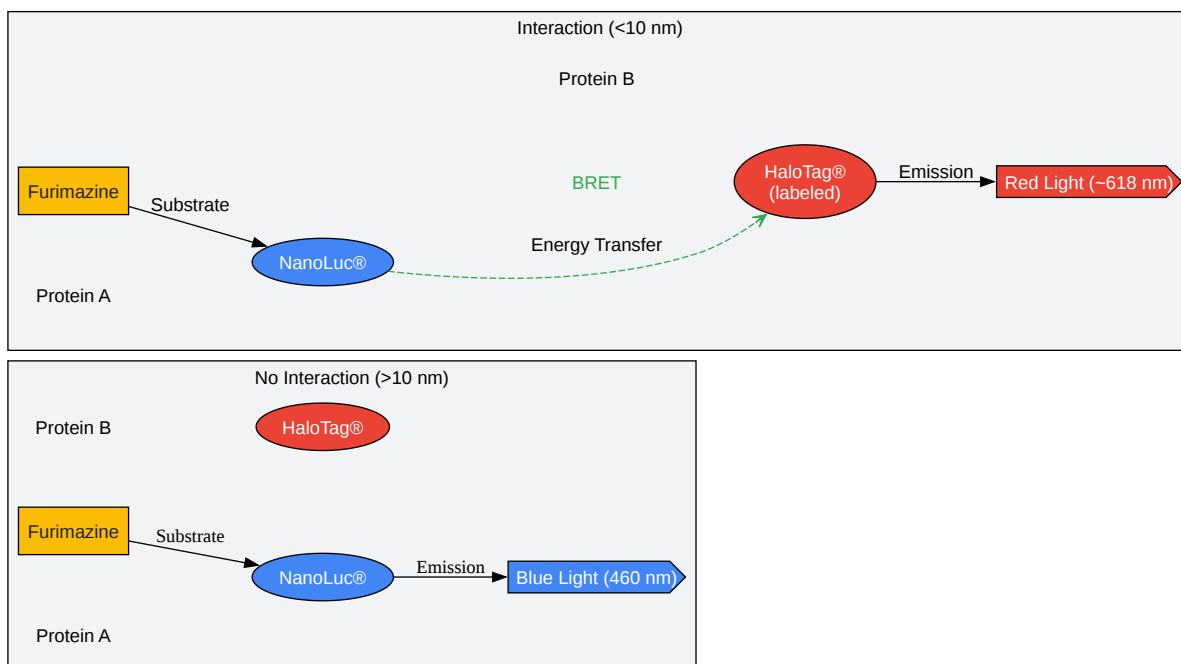 Interaction (<10 nm)
Protein B
Furimazine
Substrate
BRET
HaloTag®
(labeled)
Emission
Red Light (~618 nm)
NanoLuc®
Energy Transfer
Protein A
No Interaction (>10 nm)
Protein B
HaloTag®
Furimazine
Substrate
NanoLuc®
Emission
Blue Light (460 nm)
Protein A